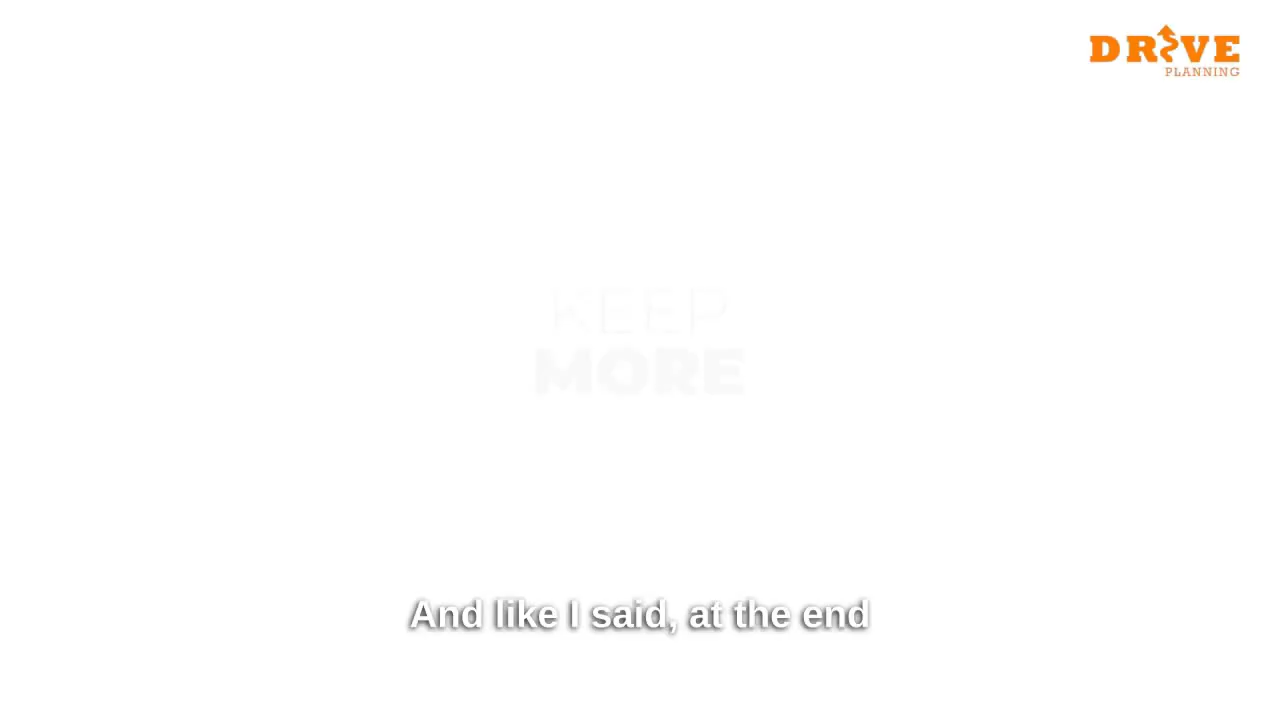 DRIVE
PLANNING
KEEP
MORE
And like I said, at the end